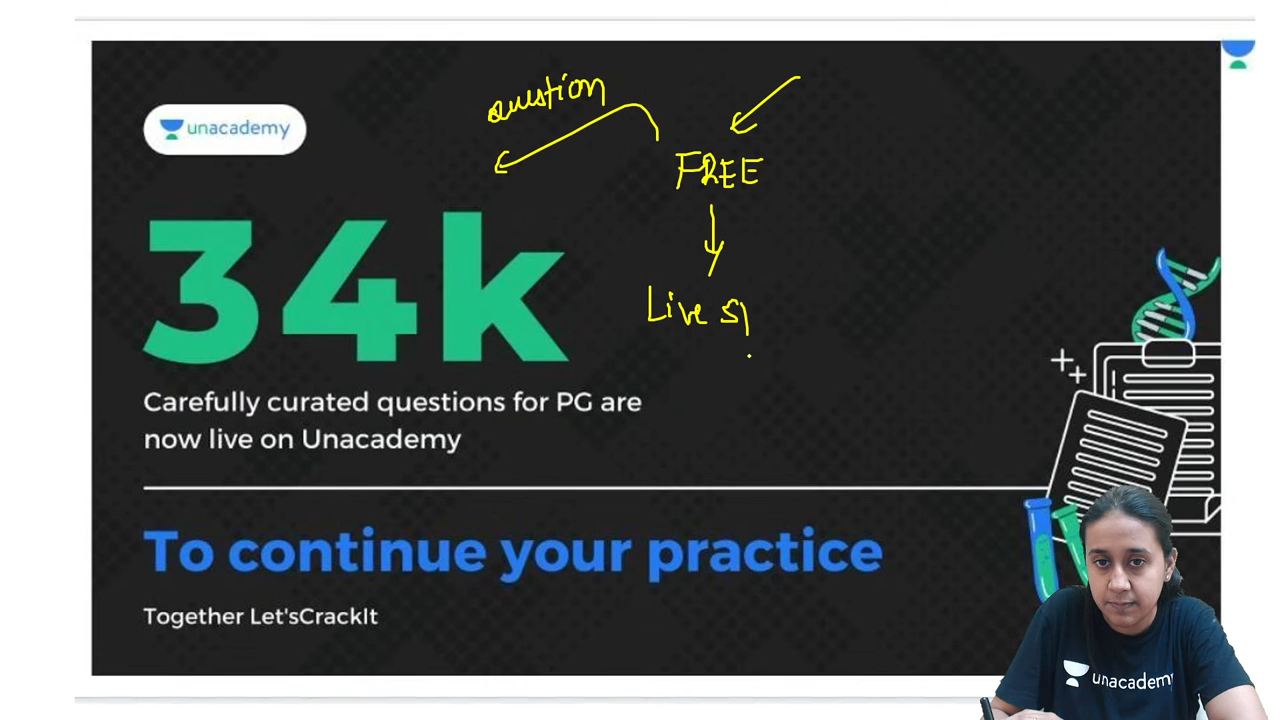 question
unacademy
FREE
34k
Live
Carefully curated questions for PG are
now live on Unacademy
To continue your practice
Together Let'sCrackIt
unacademy